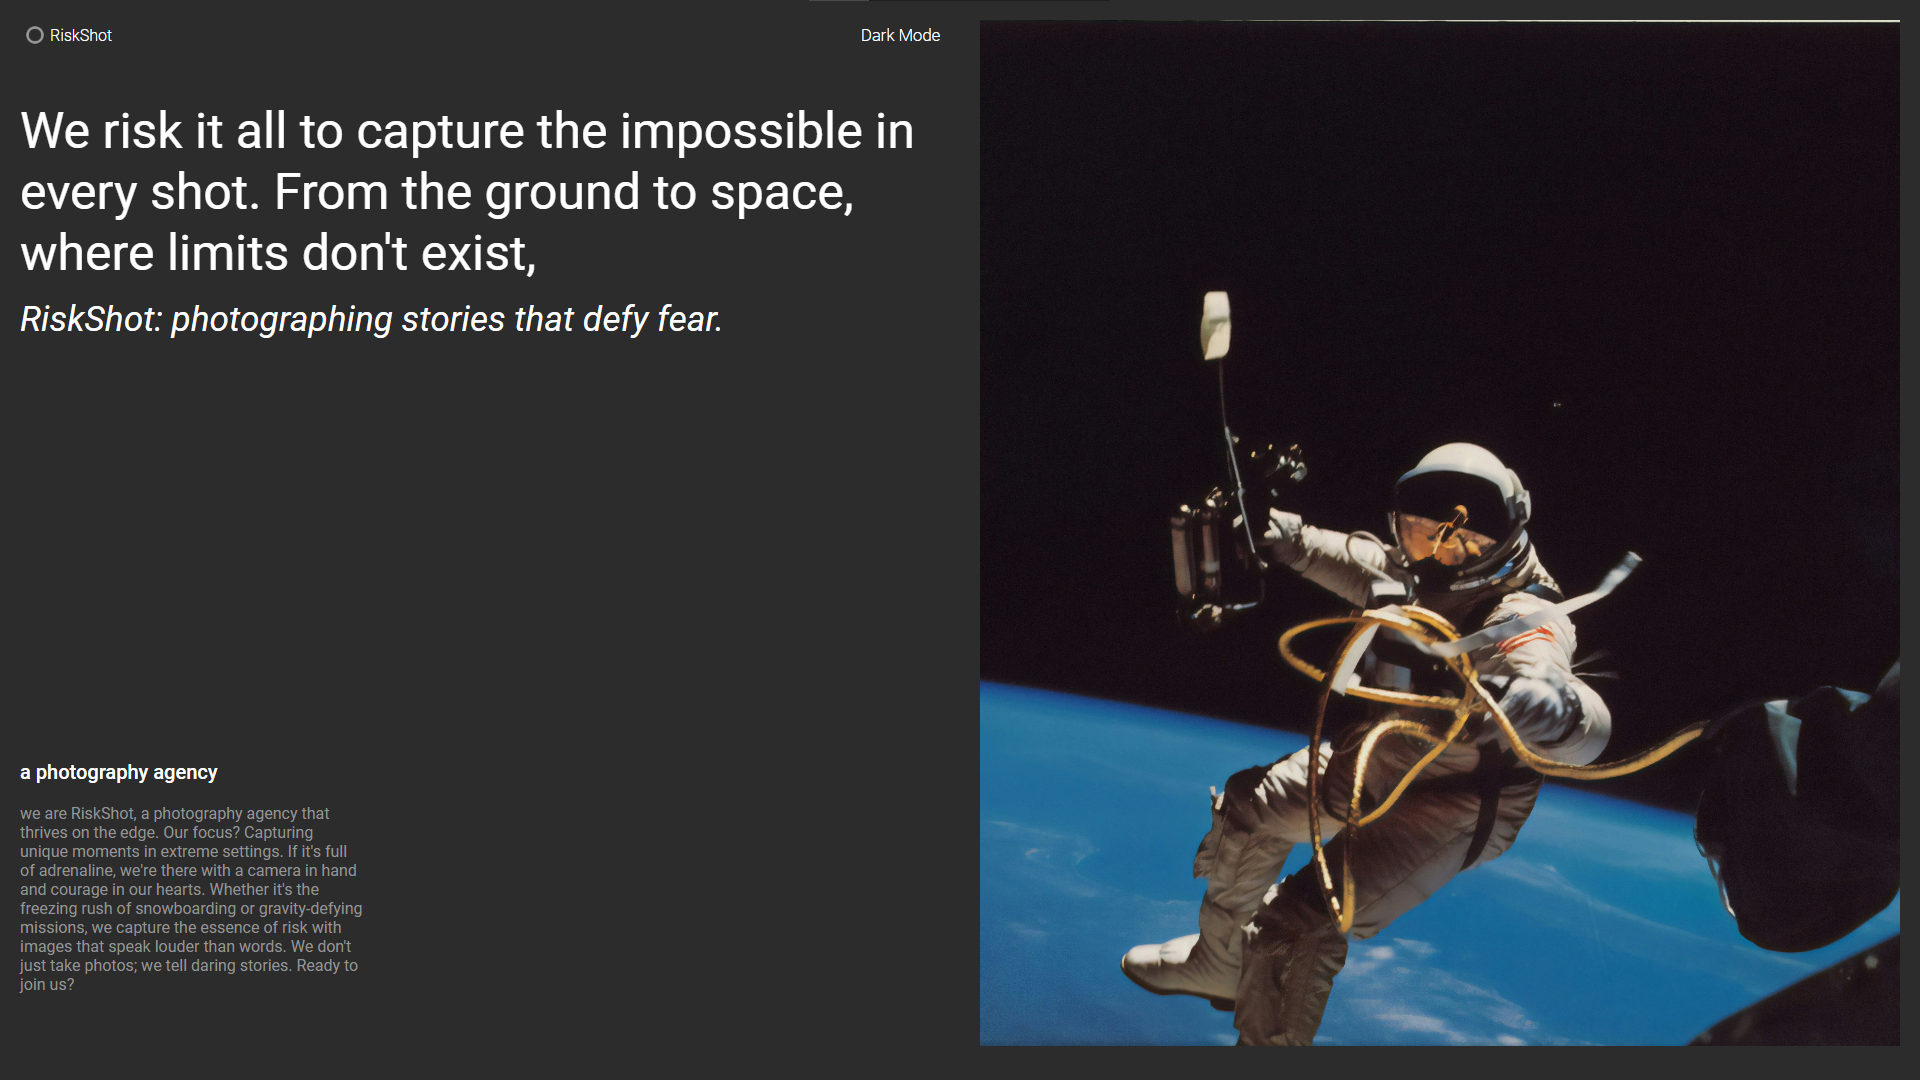 RiskShot
Dark Mode
We risk it all to capture the impossible in
every shot. From the ground to space,
where limits don't exist,
RiskShot: photographing stories that defy fear.
a photography agency
we are RiskShot, a photography agency that
thrives on the edge. Our focus? Capturing
unique moments in extreme settings. If it's full
of adrenaline, we're there with a camera in hand
and courage in our hearts. Whether it's the
freezing rush of snowboarding or gravity-defying
missions, we capture the essence of risk with
images that speak louder than words. We don't
just take photos; we tell daring stories. Ready to
join us?